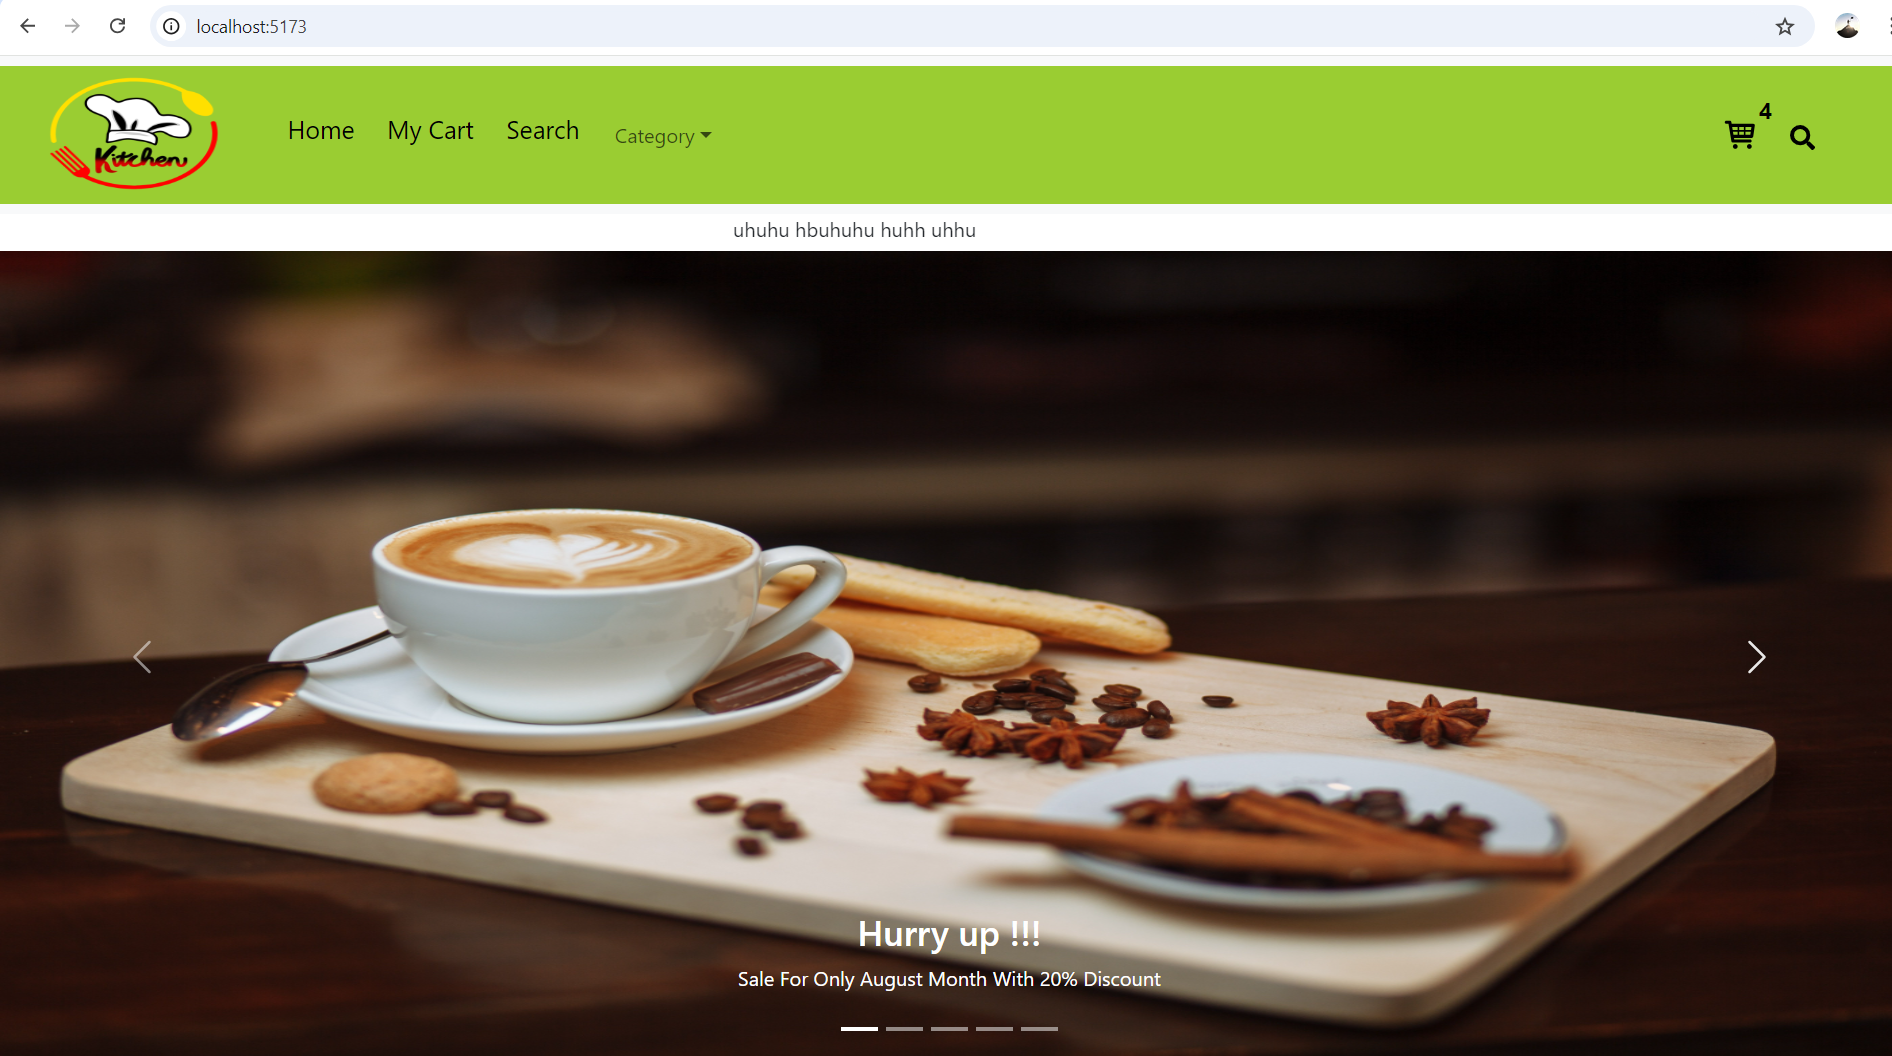 localhost:5173
Kitchen
Home My Cart Search Category
4
uhuhu hbuhuhu huhh uhhu
Hurry up !!!
Sale For Only August Month With 20% Discount